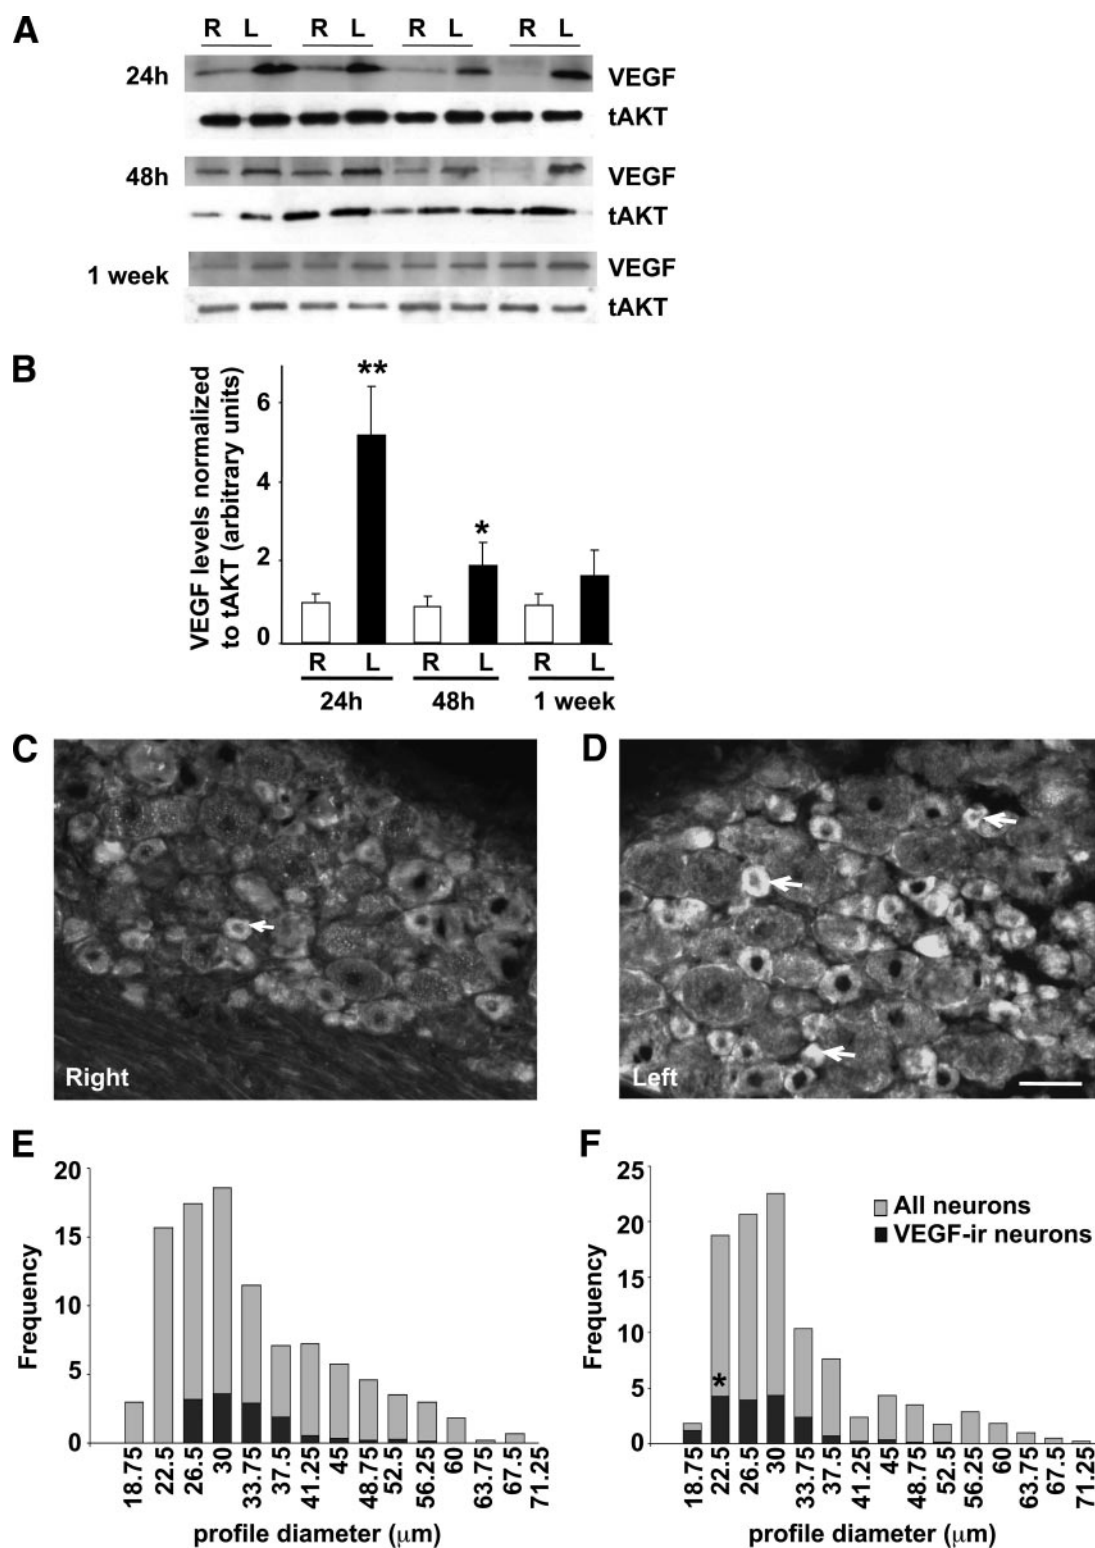 A
R L R L R L R L
24h VEGF
tAKT
48h VEGF
tAKT
1 week VEGF
tAKT
B
VEGF levels normalized
to tAKT (arbitrary units)
6
4
2
0
**
*
R L R L R L
24h 48h 1 week
C
Right
D
Left
E
Frequency
20
15
10
5
0
18.75 22.5 26.5 30 33.75 37.5 41.25 45 48.75 52.5 56.25 60 63.75 67.5 71.25
profile diameter (μm)
F
Frequency
25
20
15
10
5
0
All neurons
VEGF-ir neurons
*
18.75 22.5 26.5 30 33.75 37.5 41.25 45 48.75 52.5 56.25 60 63.75 67.5 71.25
profile diameter (μm)